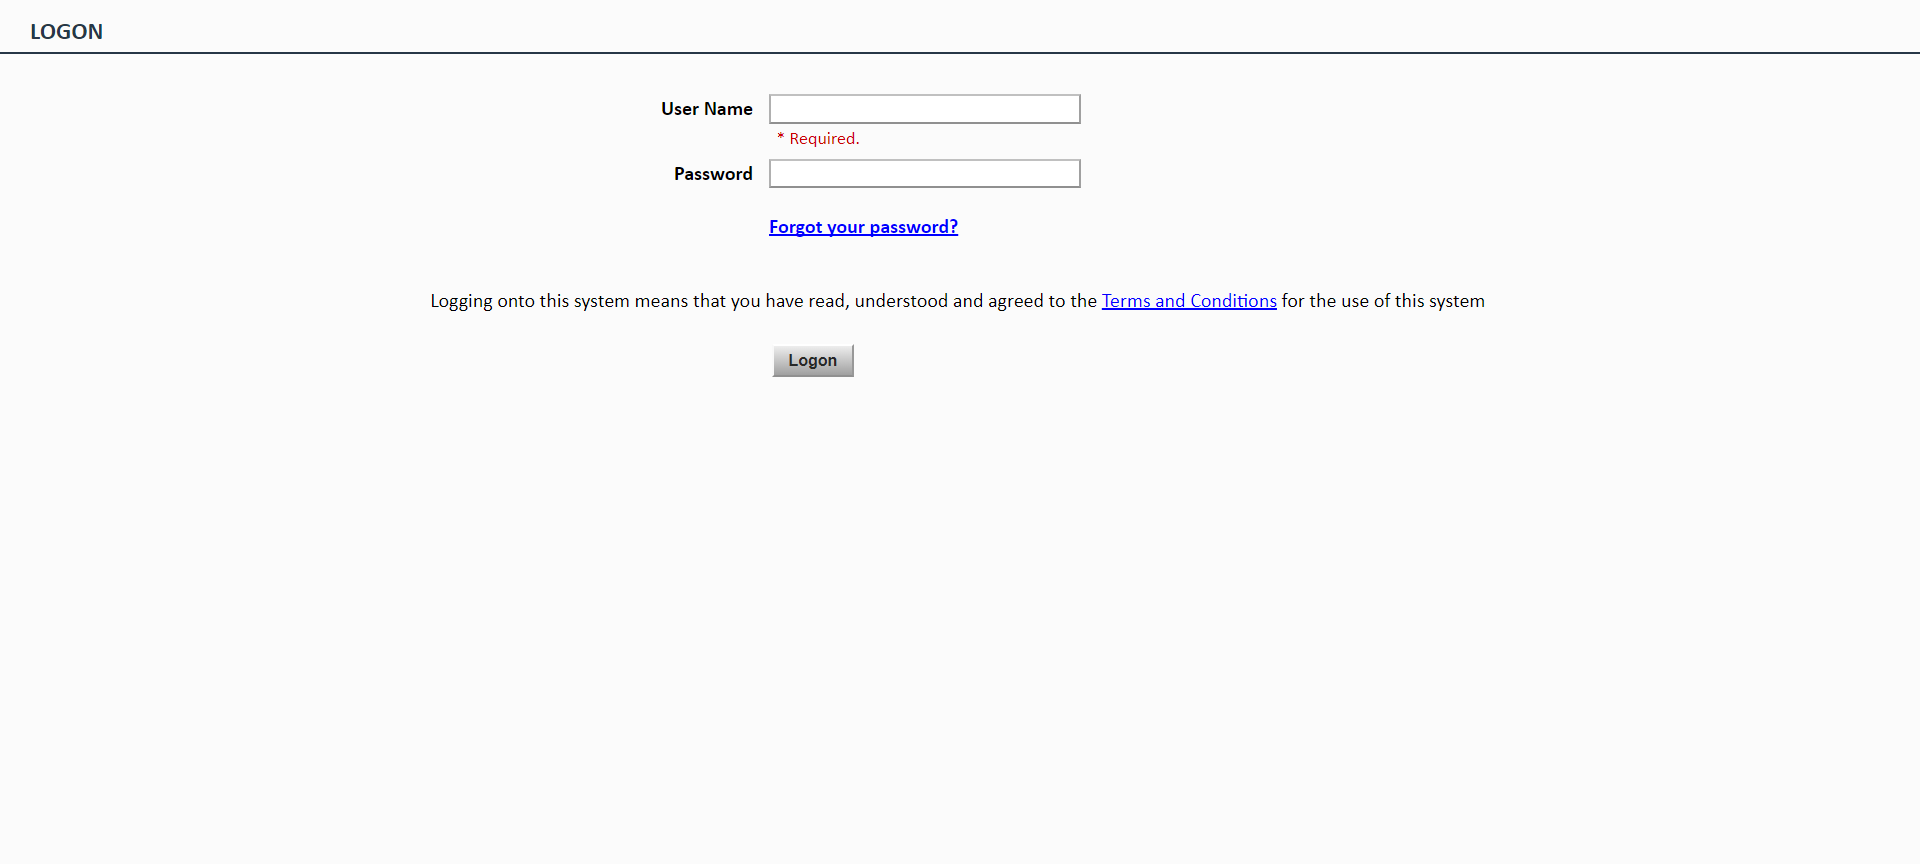 LOGON
User Name
* Required.
Password
Forgot your password?
Logging onto this system means that you have read, understood and agreed to the Terms and Conditions for the use of this system
Logon